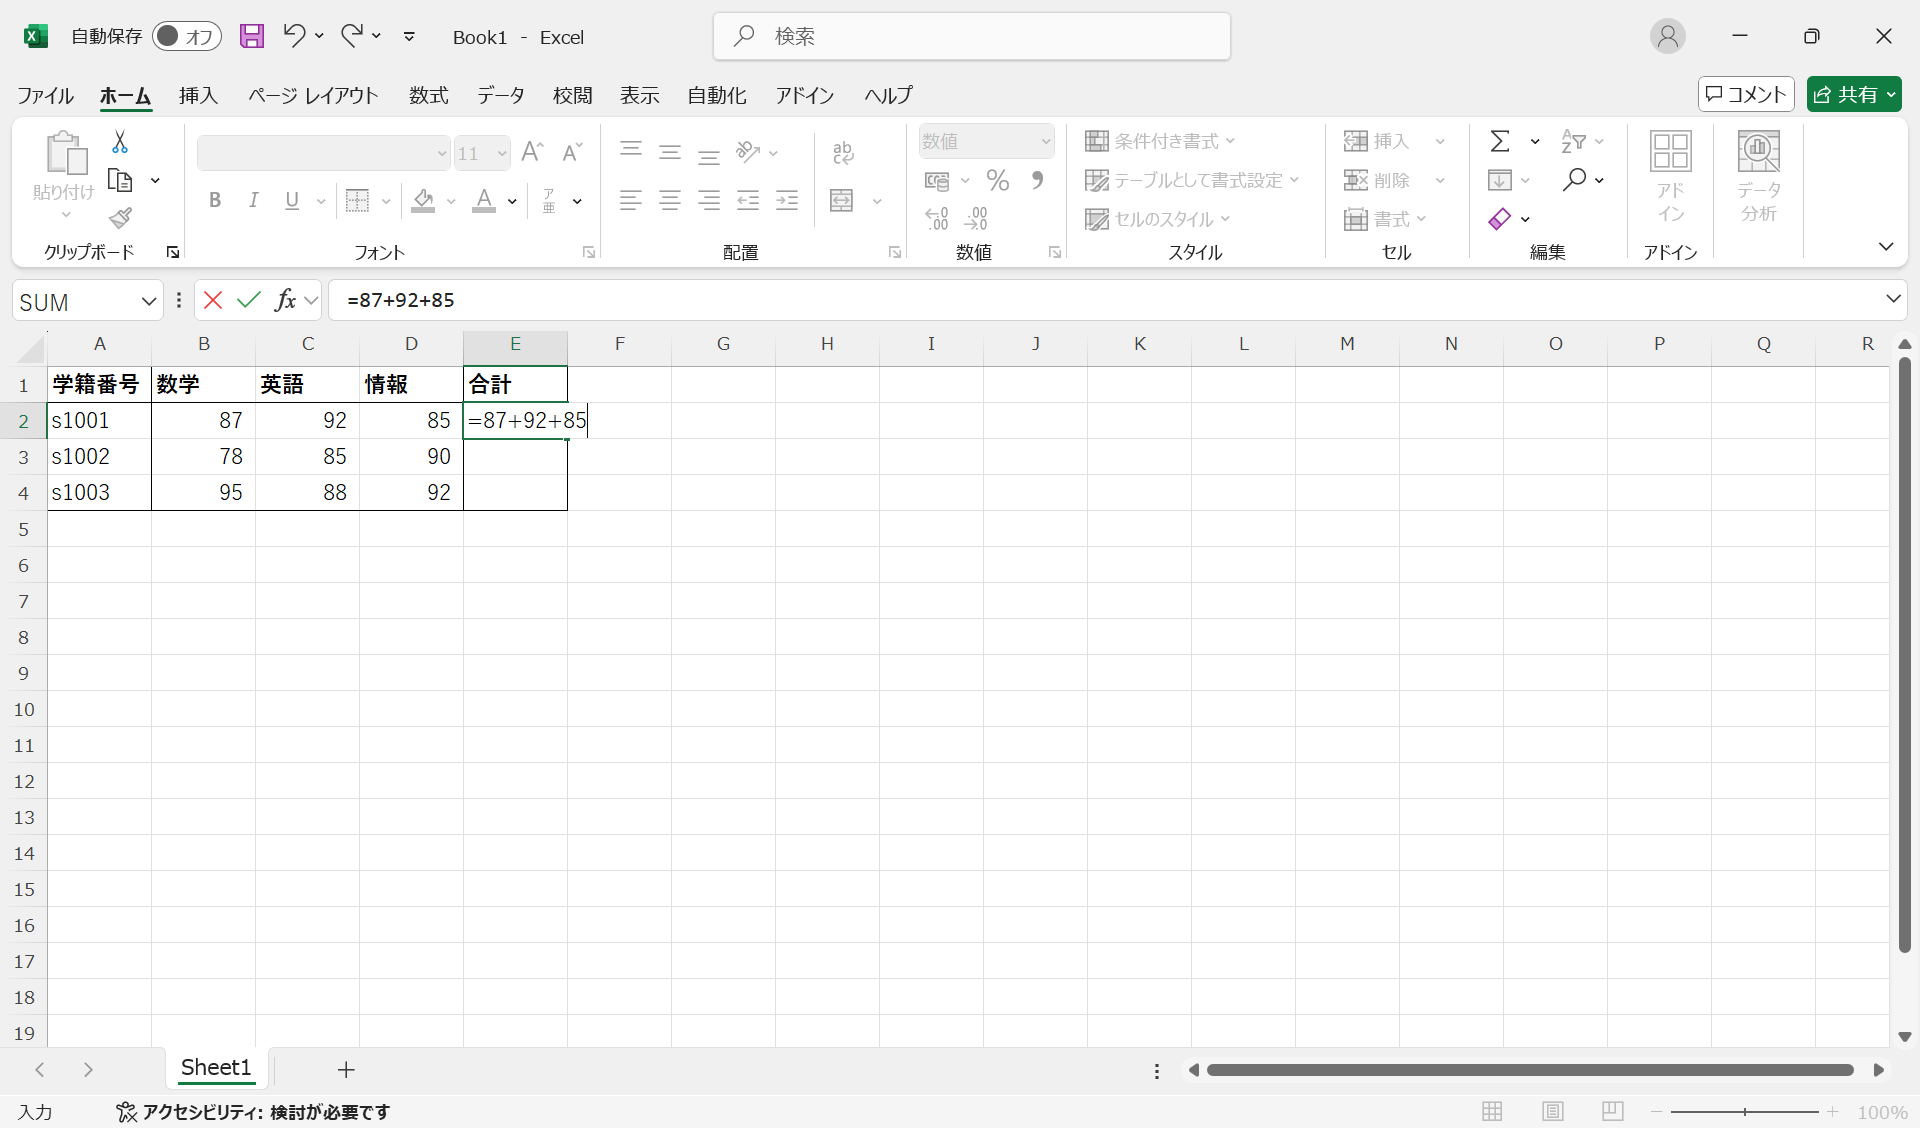 自動保存 オフ Book1 - Excel 検索
ファイル ホーム 挿入 ページ レイアウト 数式 データ 校閲 表示 自動化 アドイン ヘルプ コメント 共有
貼り付け
クリップボード
11
B I U
ア
亜
フォント
ab
配置
数値
%
数値
条件付き書式
テーブルとして書式設定
セルのスタイル
スタイル
挿入
削除
書式
セル
編集
アド
イン
アドイン
データ
分析
SUM fx =87+92+85
A B C D E F G H I J K L M N O P Q R
1 学籍番号 数学 英語 情報 合計
2 s1001 87 92 85 =87+92+85
3 s1002 78 85 90
4 s1003 95 88 92
5
6
7
8
9
10
11
12
13
14
15
16
17
18
19
Sheet1
入力 アクセシビリティ: 検討が必要です 100%